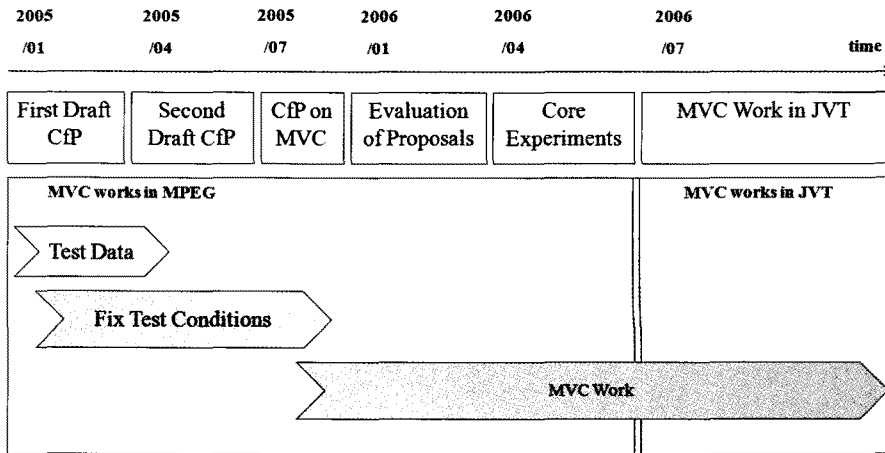 2005 2005 2005 2006 2006 2006
/01 /04 /07 /01 /04 /07 time
First Draft CfP
Second Draft CfP
CfP on MVC
Evaluation of Proposals
Core Experiments
MVC Work in JVT
MVC works in MPEG
MVC works in JVT
Test Data
Fix Test Conditions
MVC Work